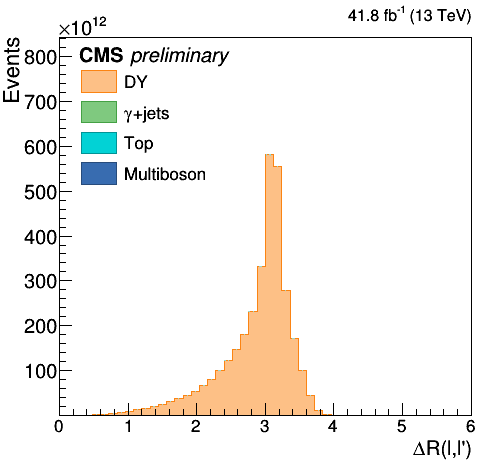 41.8 fb⁻¹ (13 TeV)
×10¹²
Events
CMS preliminary
DY
γ+jets
Top
Multiboson
800
700
600
500
400
300
200
100
0 1 2 3 4 5 6
ΔR(l,l')